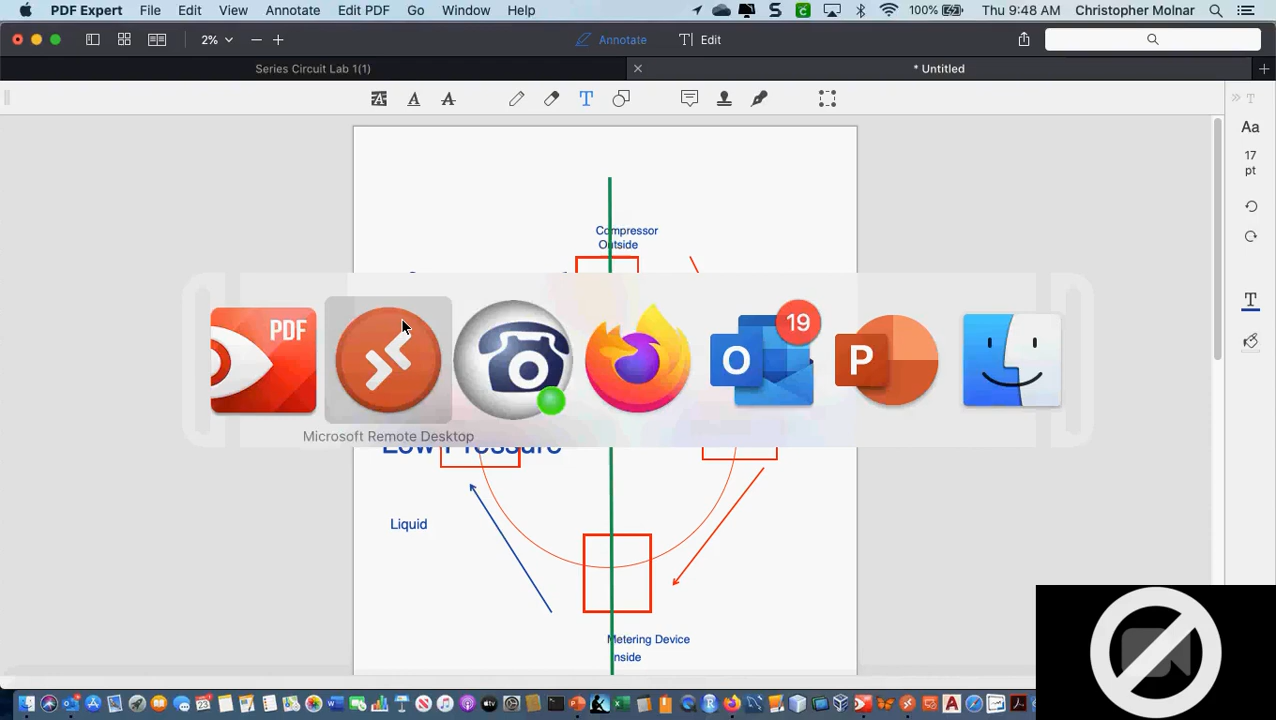 PDF Expert File Edit View Annotate Edit PDF Go Window Help 100% Thu 9:48 AM Christopher Molnar
2% Annotate T Edit
Series Circuit Lab 1(1) * Untitled
A A A T T
Aa
17
pt
Compressor
Outside
PDF 19
O P
Microsoft Remote Desktop
Low Pressure
T
Liquid
Metering Device
Inside